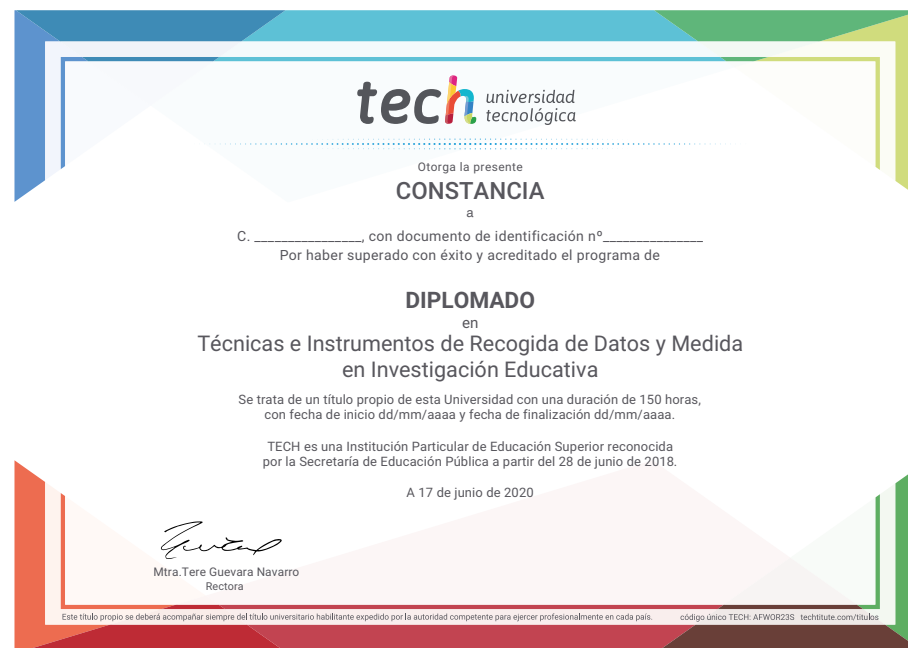 tech universidad
tecnológica
Otorga la presente
CONSTANCIA
a
C. ________________, con documento de identificación nº_______________
Por haber superado con éxito y acreditado el programa de
DIPLOMADO
en
Técnicas e Instrumentos de Recogida de Datos y Medida
en Investigación Educativa
Se trata de un título propio de esta Universidad con una duración de 150 horas,
con fecha de inicio dd/mm/aaaa y fecha de finalización dd/mm/aaaa.
TECH es una Institución Particular de Educación Superior reconocida
por la Secretaría de Educación Pública a partir del 28 de junio de 2018.
A 17 de junio de 2020
Mtra.Tere Guevara Navarro
Rectora
Este título propio se deberá acompañar siempre del título universitario habilitante expedido por la autoridad competente para ejercer profesionalmente en cada país. código único TECH: AFWOR23S techtitute.com/titulos